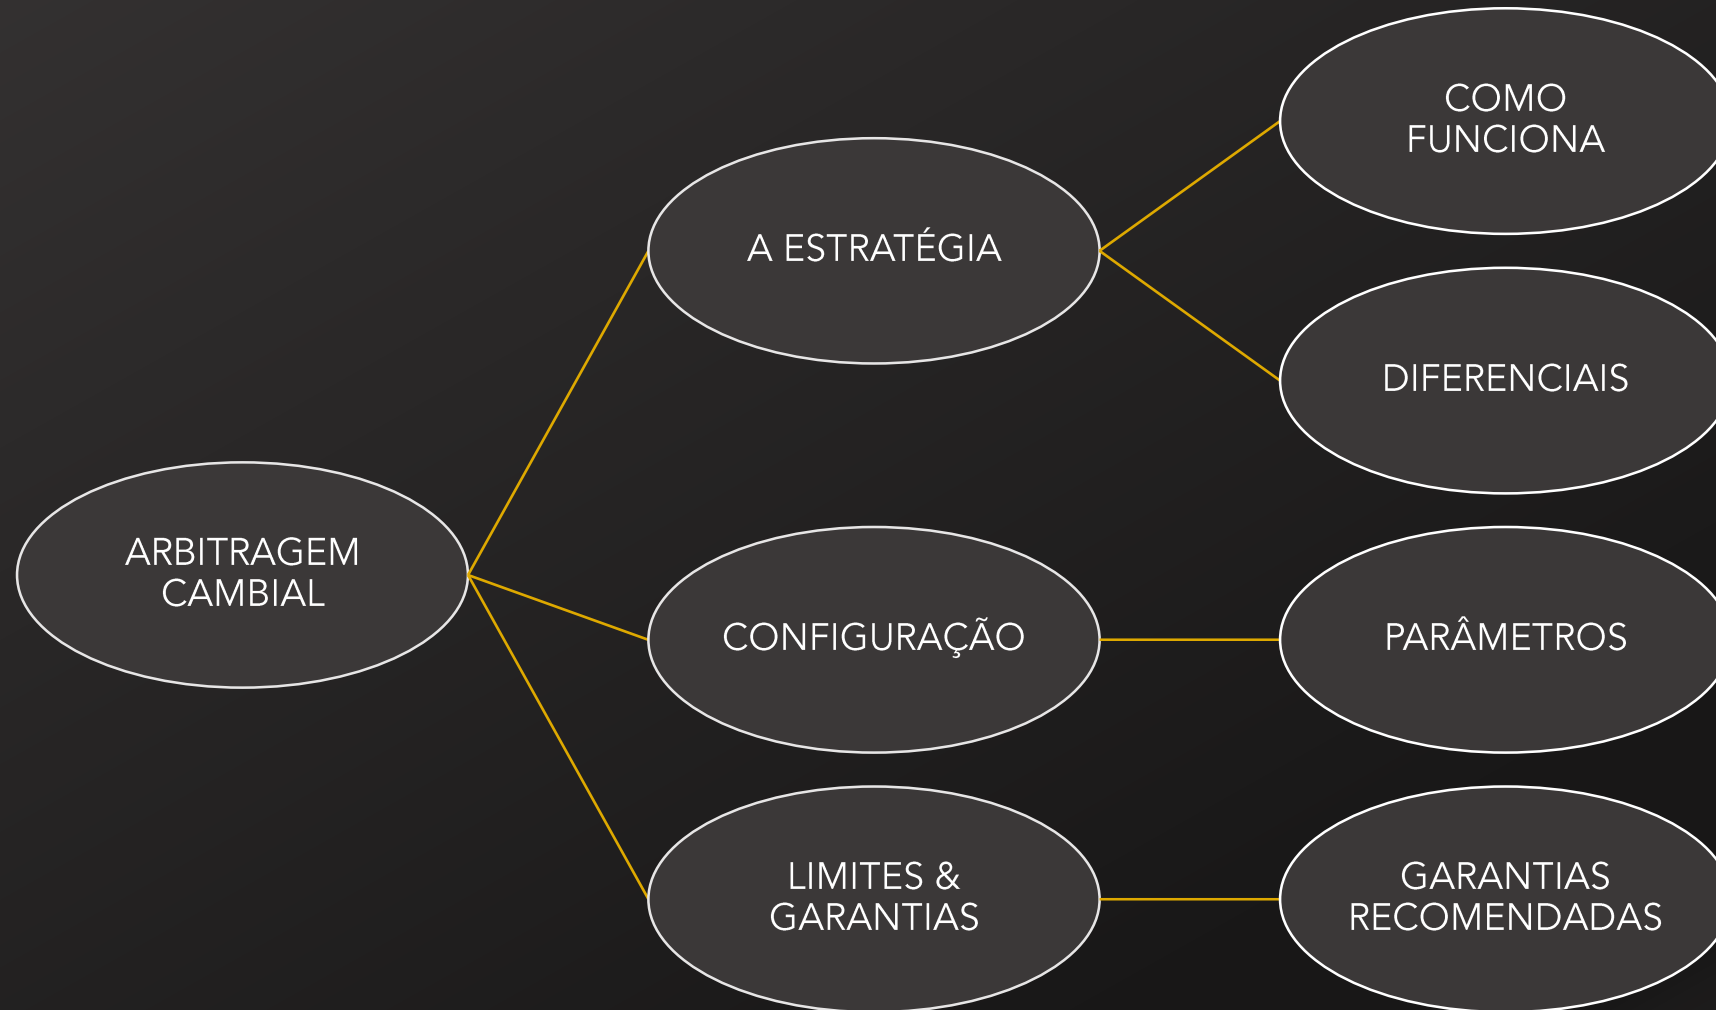 ARBITRAGEM
CAMBIAL
A ESTRATÉGIA
COMO
FUNCIONA
DIFERENCIAIS
CONFIGURAÇÃO
PARÂMETROS
LIMITES &
GARANTIAS
GARANTIAS
RECOMENDADAS